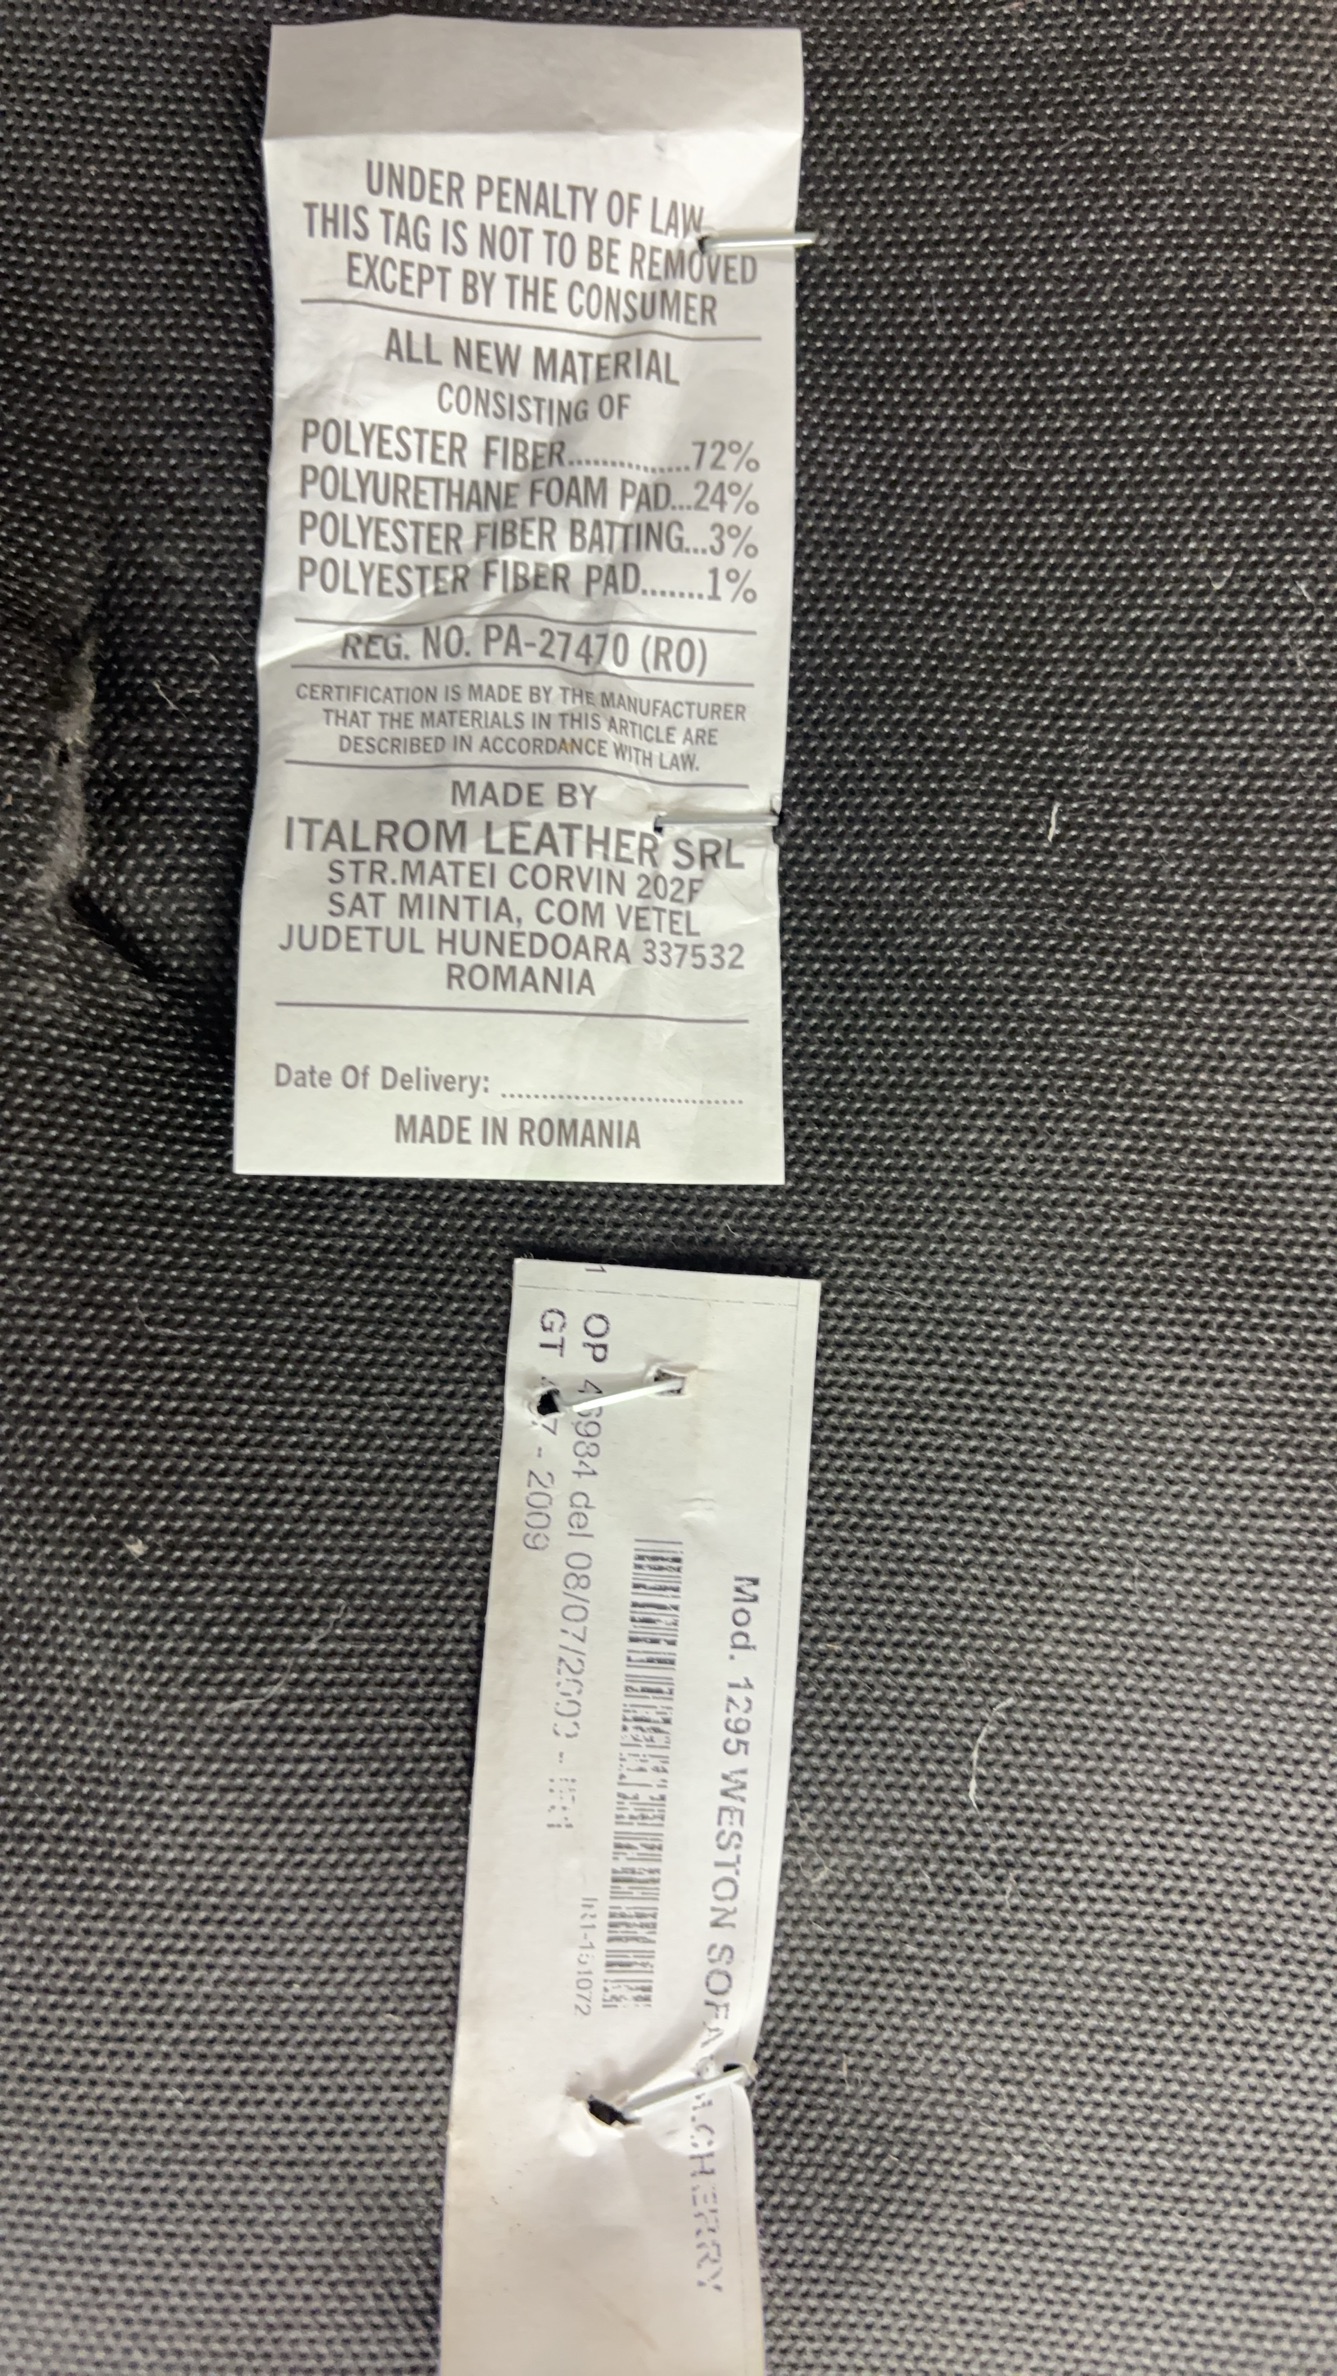 UNDER PENALTY OF LAW
THIS TAG IS NOT TO BE REMOVED
EXCEPT BY THE CONSUMER
ALL NEW MATERIAL
CONSISTING OF
POLYESTER FIBER...............72%
POLYURETHANE FOAM PAD...24%
POLYESTER FIBER BATTING...3%
POLYESTER FIBER PAD.......1%
REG. NO. PA-27470 (RO)
CERTIFICATION IS MADE BY THE MANUFACTURER
THAT THE MATERIALS IN THIS ARTICLE ARE
DESCRIBED IN ACCORDANCE WITH LAW.
MADE BY
ITALROM LEATHER SRL
STR.MATEI CORVIN 202F
SAT MINTIA, COM VETEL
JUDETUL HUNEDOARA 337532
ROMANIA
Date Of Delivery: ..............................
MADE IN ROMANIA
Mod. 1295 WESTON SOFA CHERRY
OP del
GT - 2009
1